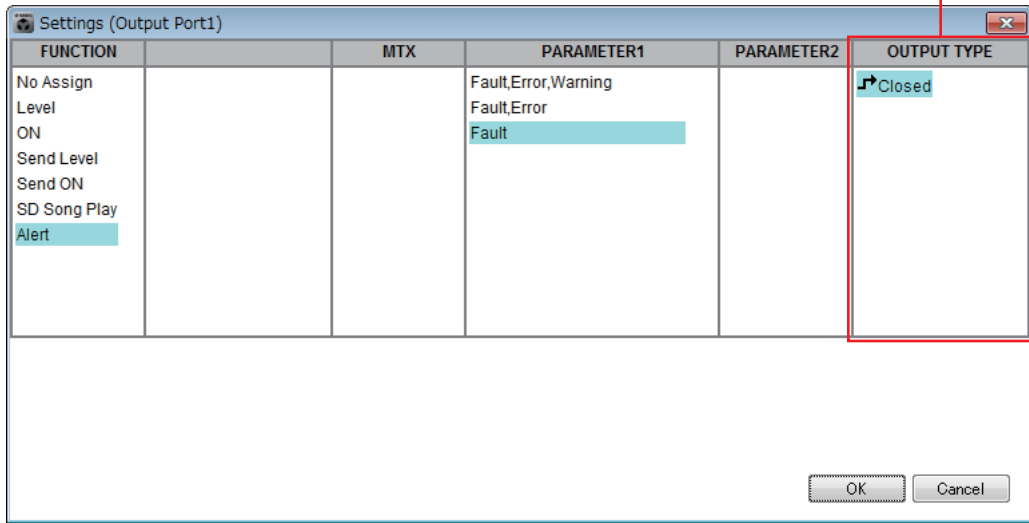 Settings (Output Port1)
FUNCTION MTX PARAMETER1 PARAMETER2 OUTPUT TYPE
No Assign Fault,Error,Warning Closed
Level Fault,Error
ON Fault
Send Level
Send ON
SD Song Play
Alert
OK Cancel